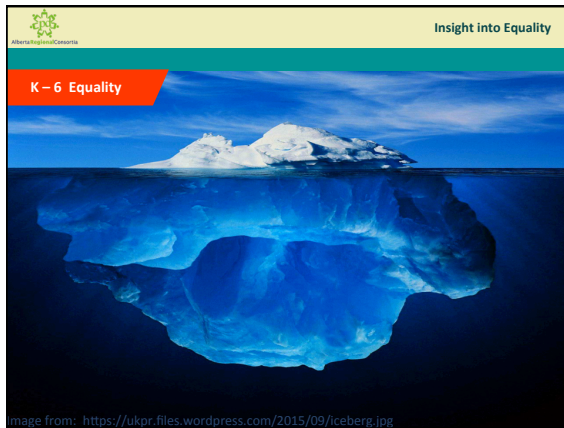 Insight into Equality
AlbertaRegionalConsortia
K – 6 Equality
Image from: https://ukpr.files.wordpress.com/2015/09/iceberg.jpg